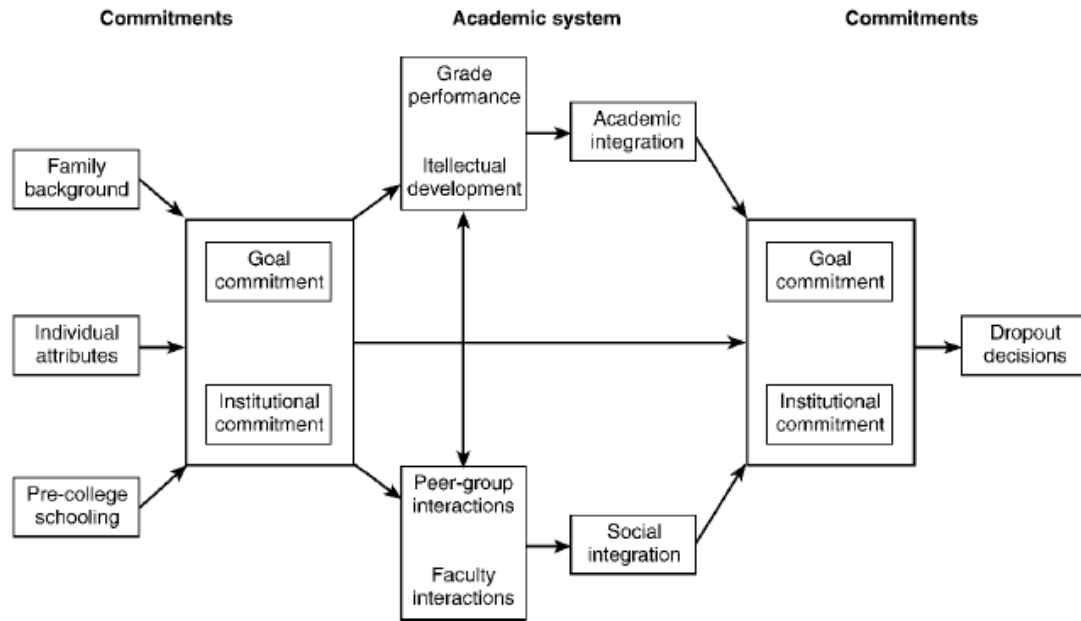 Commitments
Academic system
Commitments
Grade
performance
Itellectual
development
Academic
integration
Family
background
Goal
commitment
Goal
commitment
Individual
attributes
Dropout
decisions
Institutional
commitment
Institutional
commitment
Pre-college
schooling
Peer-group
interactions
Faculty
interactions
Social
integration